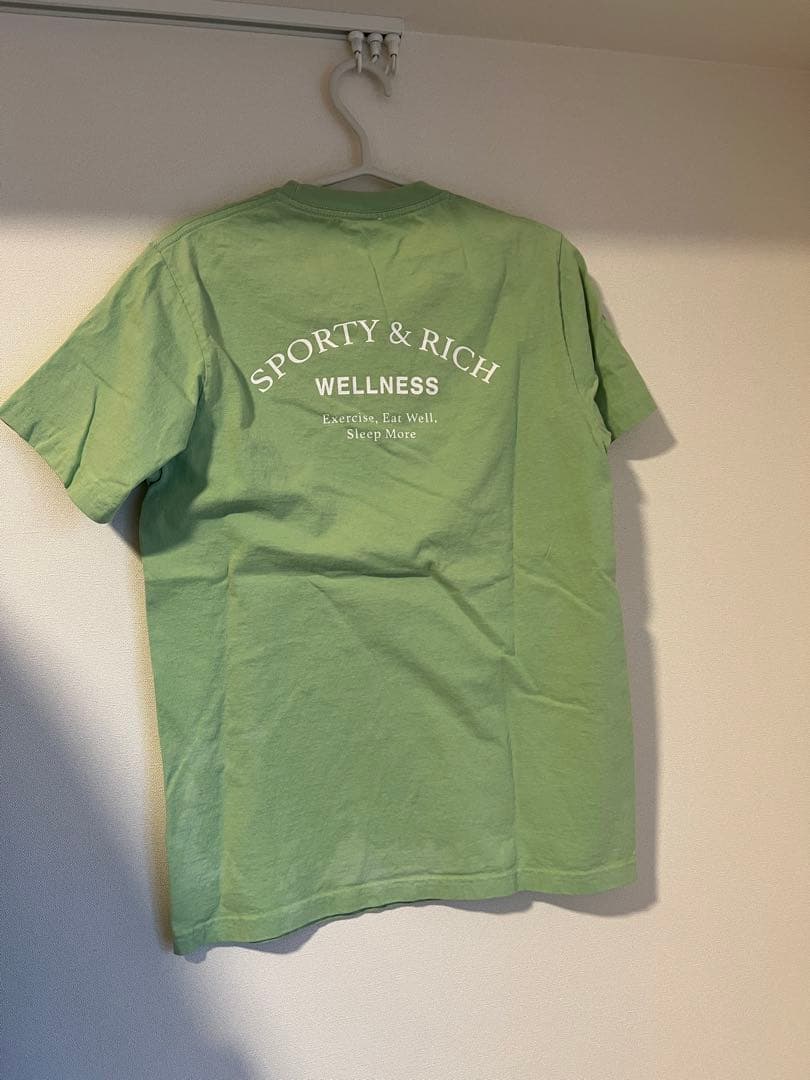 SPORTY & RICH
WELLNESS
Exercise, Eat Well,
Sleep More